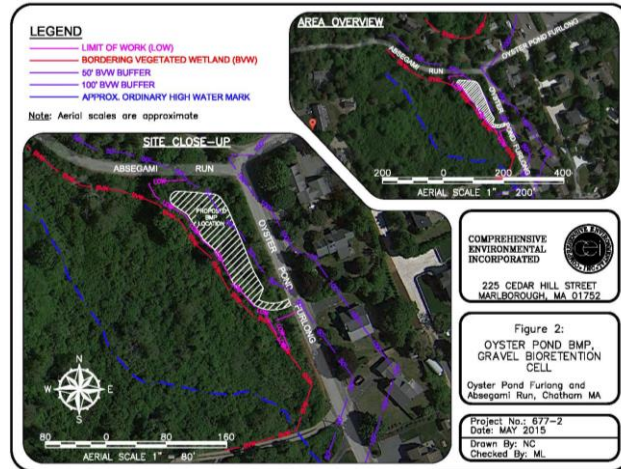 LEGEND
LIMIT OF WORK (LOW)
BORDERING VEGETATED WETLAND (BVW)
50' BVW BUFFER
100' BVW BUFFER
APPROX. ORDINARY HIGH WATER MARK
Note: Aerial scales are approximate
AREA OVERVIEW
ABSEGAMI RUN
OYSTER POND FURLONG
OYSTER POND FURLONG
200 0 200 400
AERIAL SCALE 1" = 200'
SITE CLOSE-UP
ABSEGAMI RUN
PROPOSED
BMP
LOCATION
OYSTER POND FURLONG
N
W E
S
80 0 80 160
AERIAL SCALE 1" = 80'
COMPREHENSIVE
ENVIRONMENTAL
INCORPORATED
225 CEDAR HILL STREET
MARLBOROUGH, MA 01752
Figure 2:
OYSTER POND BMP,
GRAVEL BIORETENTION
CELL
Oyster Pond Furlong and
Absegami Run, Chatham MA
Project No.: 677-2
Date: MAY 2015
Drawn By: NC
Checked By: ML